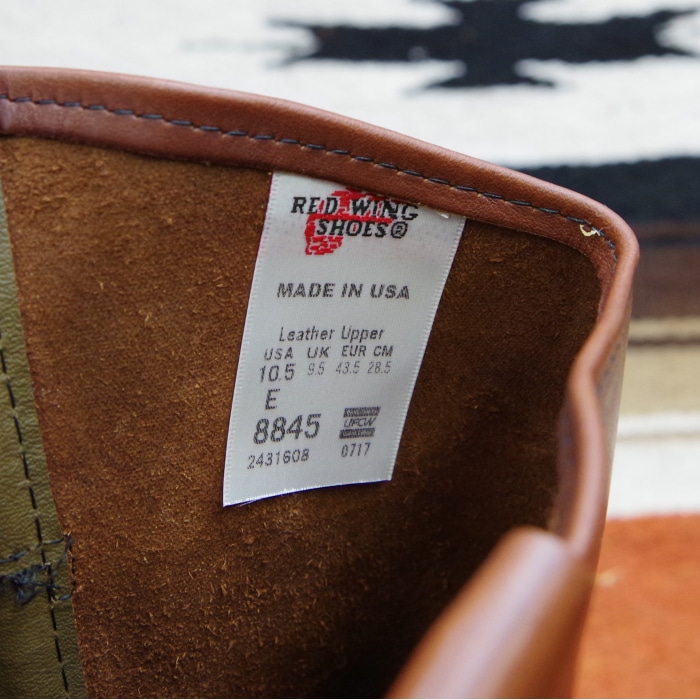 RED WING
SHOES®
MADE IN USA
Leather Upper
USA UK EUR CM
10.5 9.5 43.5 28.5
E
8845
UFCW
2431608 0717